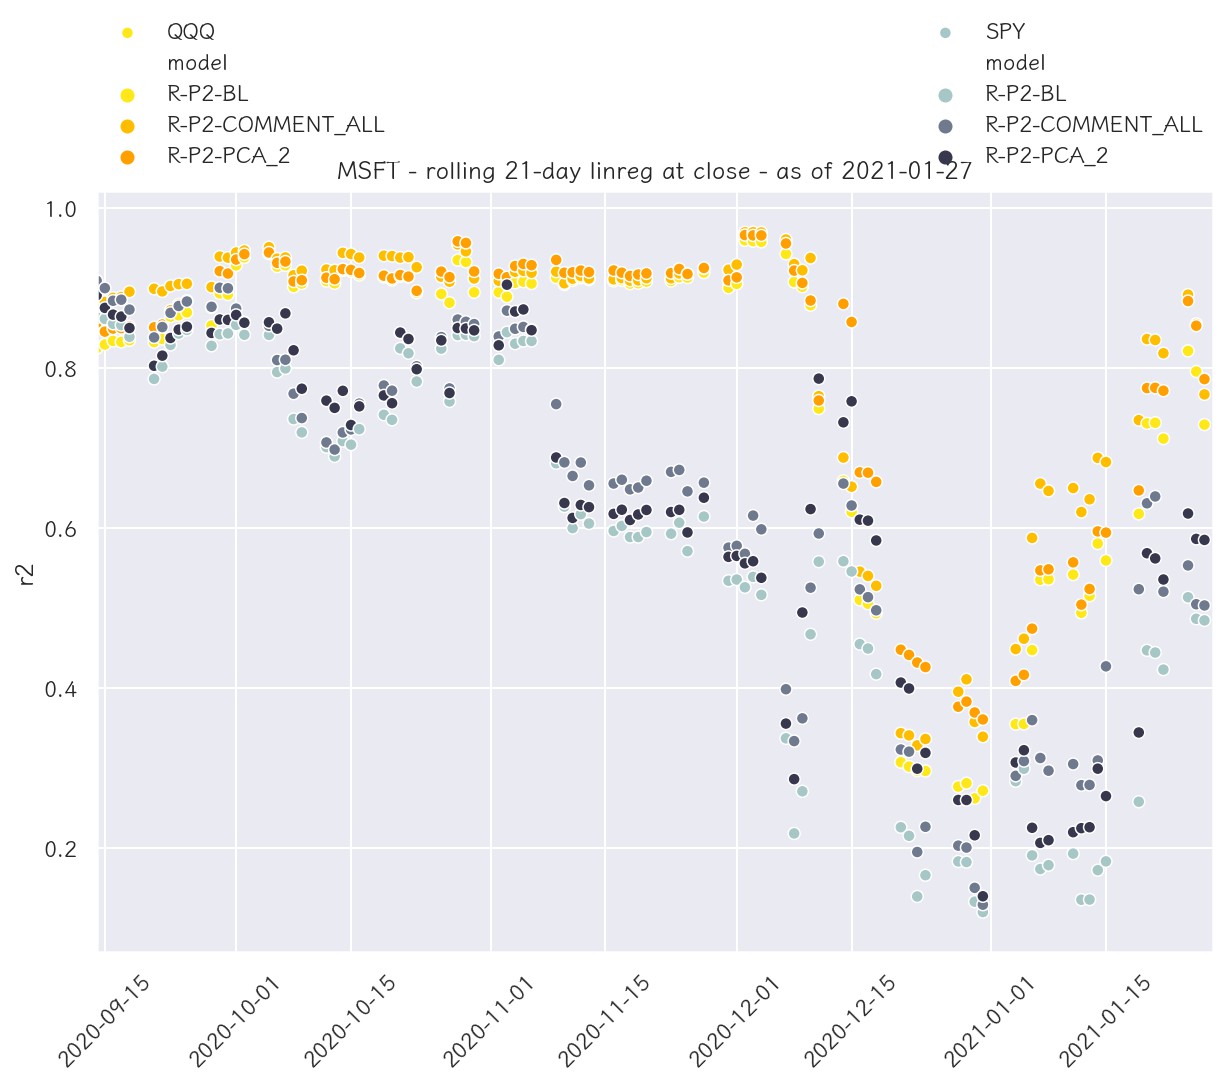 QQQ
model
R-P2-BL
R-P2-COMMENT_ALL
R-P2-PCA_2
SPY
model
R-P2-BL
R-P2-COMMENT_ALL
R-P2-PCA_2
MSFT - rolling 21-day linreg at close - as of 2021-01-27
1.0
0.8
0.6
0.4
0.2
r2
2020-09-15
2020-10-01
2020-10-15
2020-11-01
2020-11-15
2020-12-01
2020-12-15
2021-01-01
2021-01-15